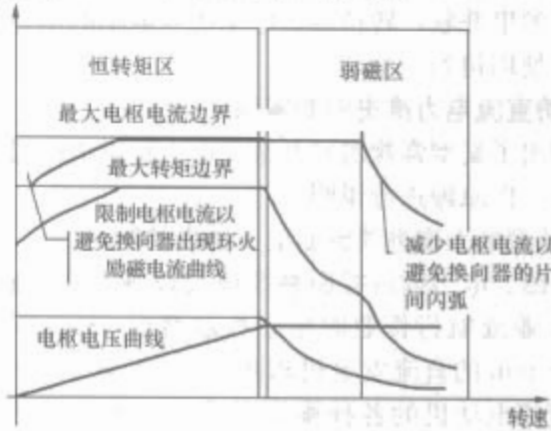 恒转矩区
弱磁区
最大电枢电流边界
最大转矩边界
限制电枢电流以
避免换向器出现环火
励磁电流曲线
减少电枢电流以
避免换向器的片
间闪弧
电枢电压曲线
转速